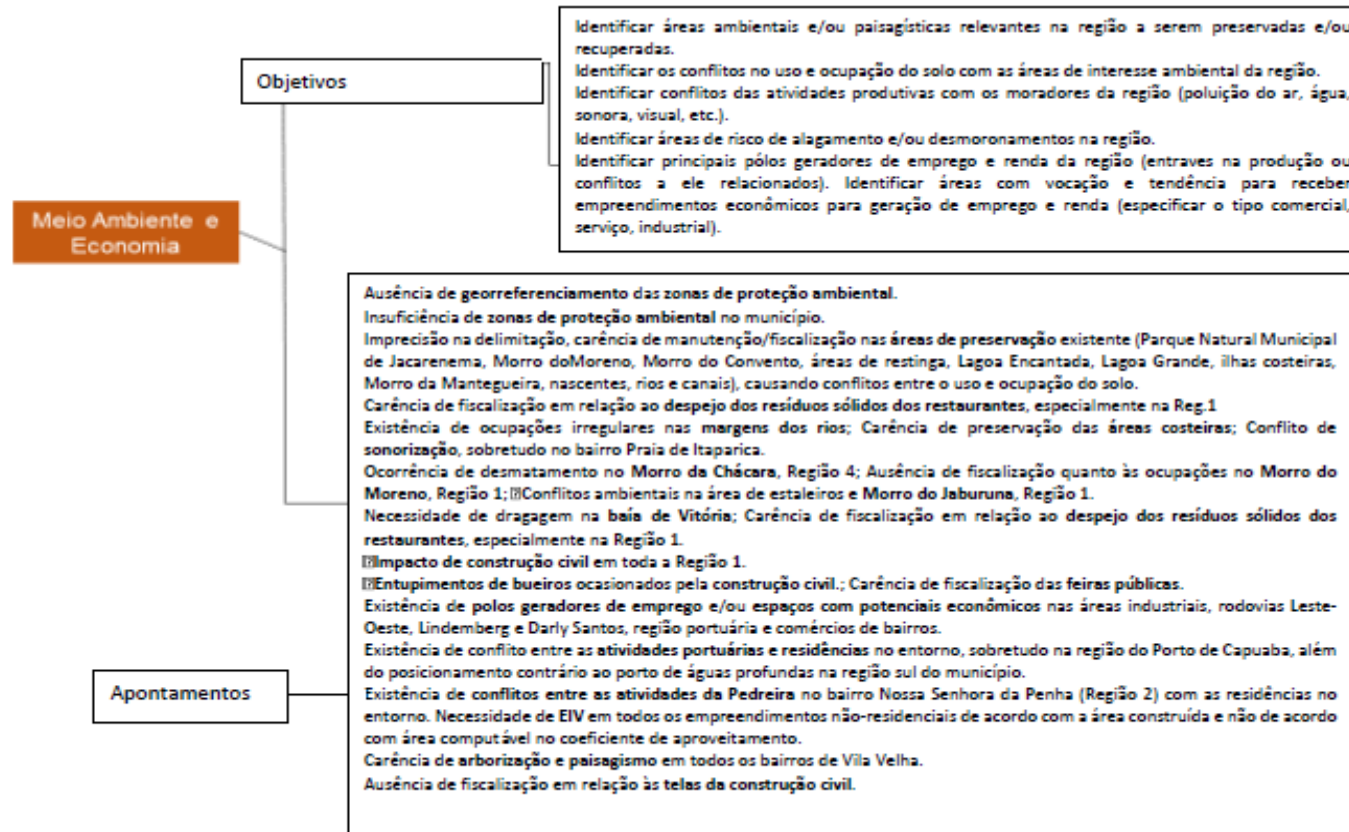 Identificar áreas ambientais e/ou paisagísticas relevantes na região a serem preservadas e/ou
recuperadas.
Identificar os conflitos no uso e ocupação do solo com as áreas de interesse ambiental da região.
Identificar conflitos das atividades produtivas com os moradores da região (poluição do ar, água,
sonora, visual, etc.).
Identificar áreas de risco de alagamento e/ou desmoronamentos na região.
Identificar principais pólos geradores de emprego e renda da região (entraves na produção ou
conflitos a ele relacionados). Identificar áreas com vocação e tendência para receber
empreendimentos econômicos para geração de emprego e renda (especificar o tipo comercial,
serviço, industrial).
Objetivos
Meio Ambiente e
Economia
Ausência de georreferenciamento das zonas de proteção ambiental.
Insuficiência de zonas de proteção ambiental no município.
Imprecisão na delimitação, carência de manutenção/fiscalização nas áreas de preservação existente (Parque Natural Municipal
de Jacarenema, Morro doMoreno, Morro do Convento, áreas de restinga, Lagoa Encantada, Lagoa Grande, ilhas costeiras,
Morro da Mantegueira, nascentes, rios e canais), causando conflitos entre o uso e ocupação do solo.
Carência de fiscalização em relação ao despejo dos resíduos sólidos dos restaurantes, especialmente na Reg.1
Existência de ocupações irregulares nas margens dos rios; Carência de preservação das áreas costeiras; Conflito de
sonorização, sobretudo no bairro Praia de Itaparica.
Ocorrência de desmatamento no Morro da Chácara, Região 4; Ausência de fiscalização quanto às ocupações no Morro do
Moreno, Região 1; Conflitos ambientais na área de estaleiros e Morro do Jaburuna, Região 1.
Necessidade de dragagem na baía de Vitória; Carência de fiscalização em relação ao despejo dos resíduos sólidos dos
restaurantes, especialmente na Região 1.
Impacto de construção civil em toda a Região 1.
Entupimentos de bueiros ocasionados pela construção civil.; Carência de fiscalização das feiras públicas.
Existência de polos geradores de emprego e/ou espaços com potenciais econômicos nas áreas industriais, rodovias Leste-
Oeste, Lindemberg e Darly Santos, região portuária e comércios de bairros.
Existência de conflito entre as atividades portuárias e residências no entorno, sobretudo na região do Porto de Capuaba, além
do posicionamento contrário ao porto de águas profundas na região sul do município.
Existência de conflitos entre as atividades da Pedreira no bairro Nossa Senhora da Penha (Região 2) com as residências no
entorno. Necessidade de EIV em todos os empreendimentos não-residenciais de acordo com a área construída e não de acordo
com área computável no coeficiente de aproveitamento.
Carência de arborização e paisagismo em todos os bairros de Vila Velha.
Ausência de fiscalização em relação às telas da construção civil.
Apontamentos